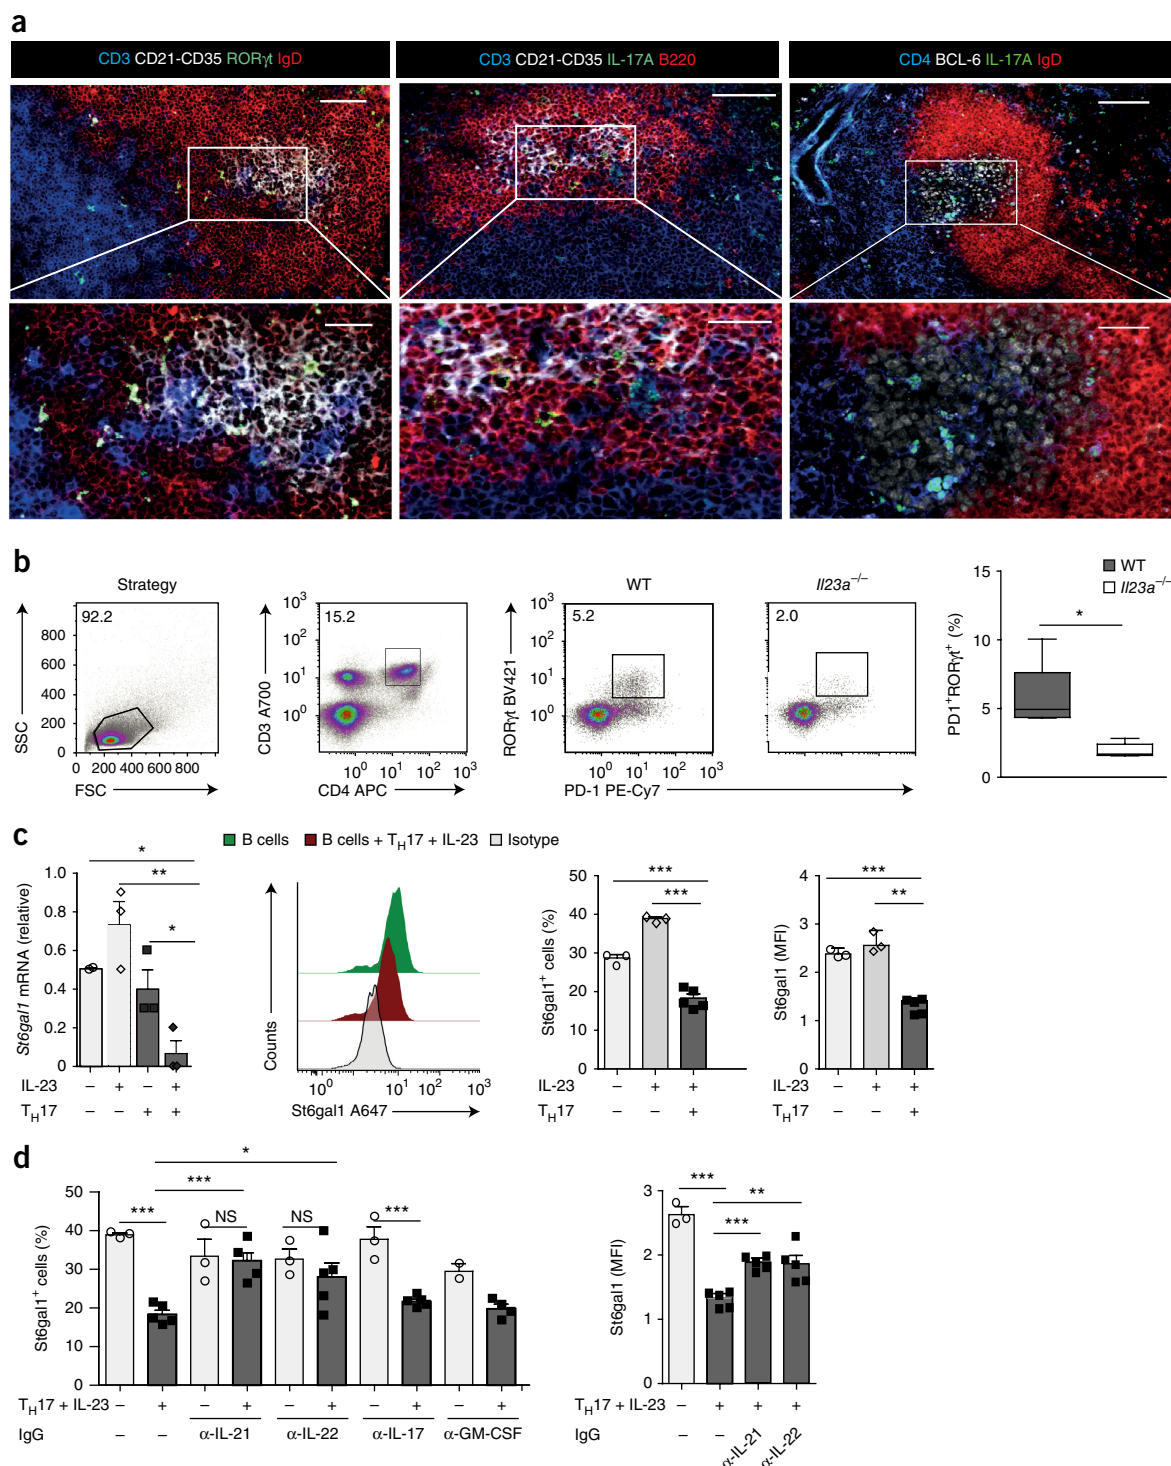 a
CD3 CD21-CD35 RORγt IgD
CD3 CD21-CD35 IL-17A B220
CD4 BCL-6 IL-17A IgD
b
Strategy
92.2
SSC
800
600
400
200
0
0 200 400 600 800
FSC
15.2
CD3 A700
10³
10²
10¹
10⁰
10⁰ 10¹ 10² 10³
CD4 APC
WT
5.2
RORγt BV421
10³
10²
10¹
10⁰
10⁰ 10¹ 10² 10³
Il23a⁻/⁻
2.0
10⁰ 10¹ 10² 10³
PD-1 PE-Cy7
WT
Il23a⁻/⁻
PD1⁺RORγt⁺ (%)
15
10
5
0
*
c
B cells B cells + TH17 + IL-23 Isotype
St6gal1 mRNA (relative)
1.0
0.8
0.6
0.4
0.2
0
*
**
*
IL-23 – + – +
TH17 – – + +
Counts
10⁰ 10¹ 10² 10³
St6gal1 A647
St6gal1⁺ cells (%)
50
40
30
20
10
0
***
***
IL-23 – + +
TH17 – – +
St6gal1 (MFI)
4
3
2
1
0
***
**
IL-23 – + +
TH17 – – +
d
St6gal1⁺ cells (%)
50
40
30
20
10
0
*
***
*** NS NS ***
TH17 + IL-23 – + – + – + – + – +
IgG – – α-IL-21 α-IL-22 α-IL-17 α-GM-CSF
St6gal1 (MFI)
3
2
1
0
*** **
***
TH17 + IL-23 – + + +
IgG – – α-IL-21 α-IL-22